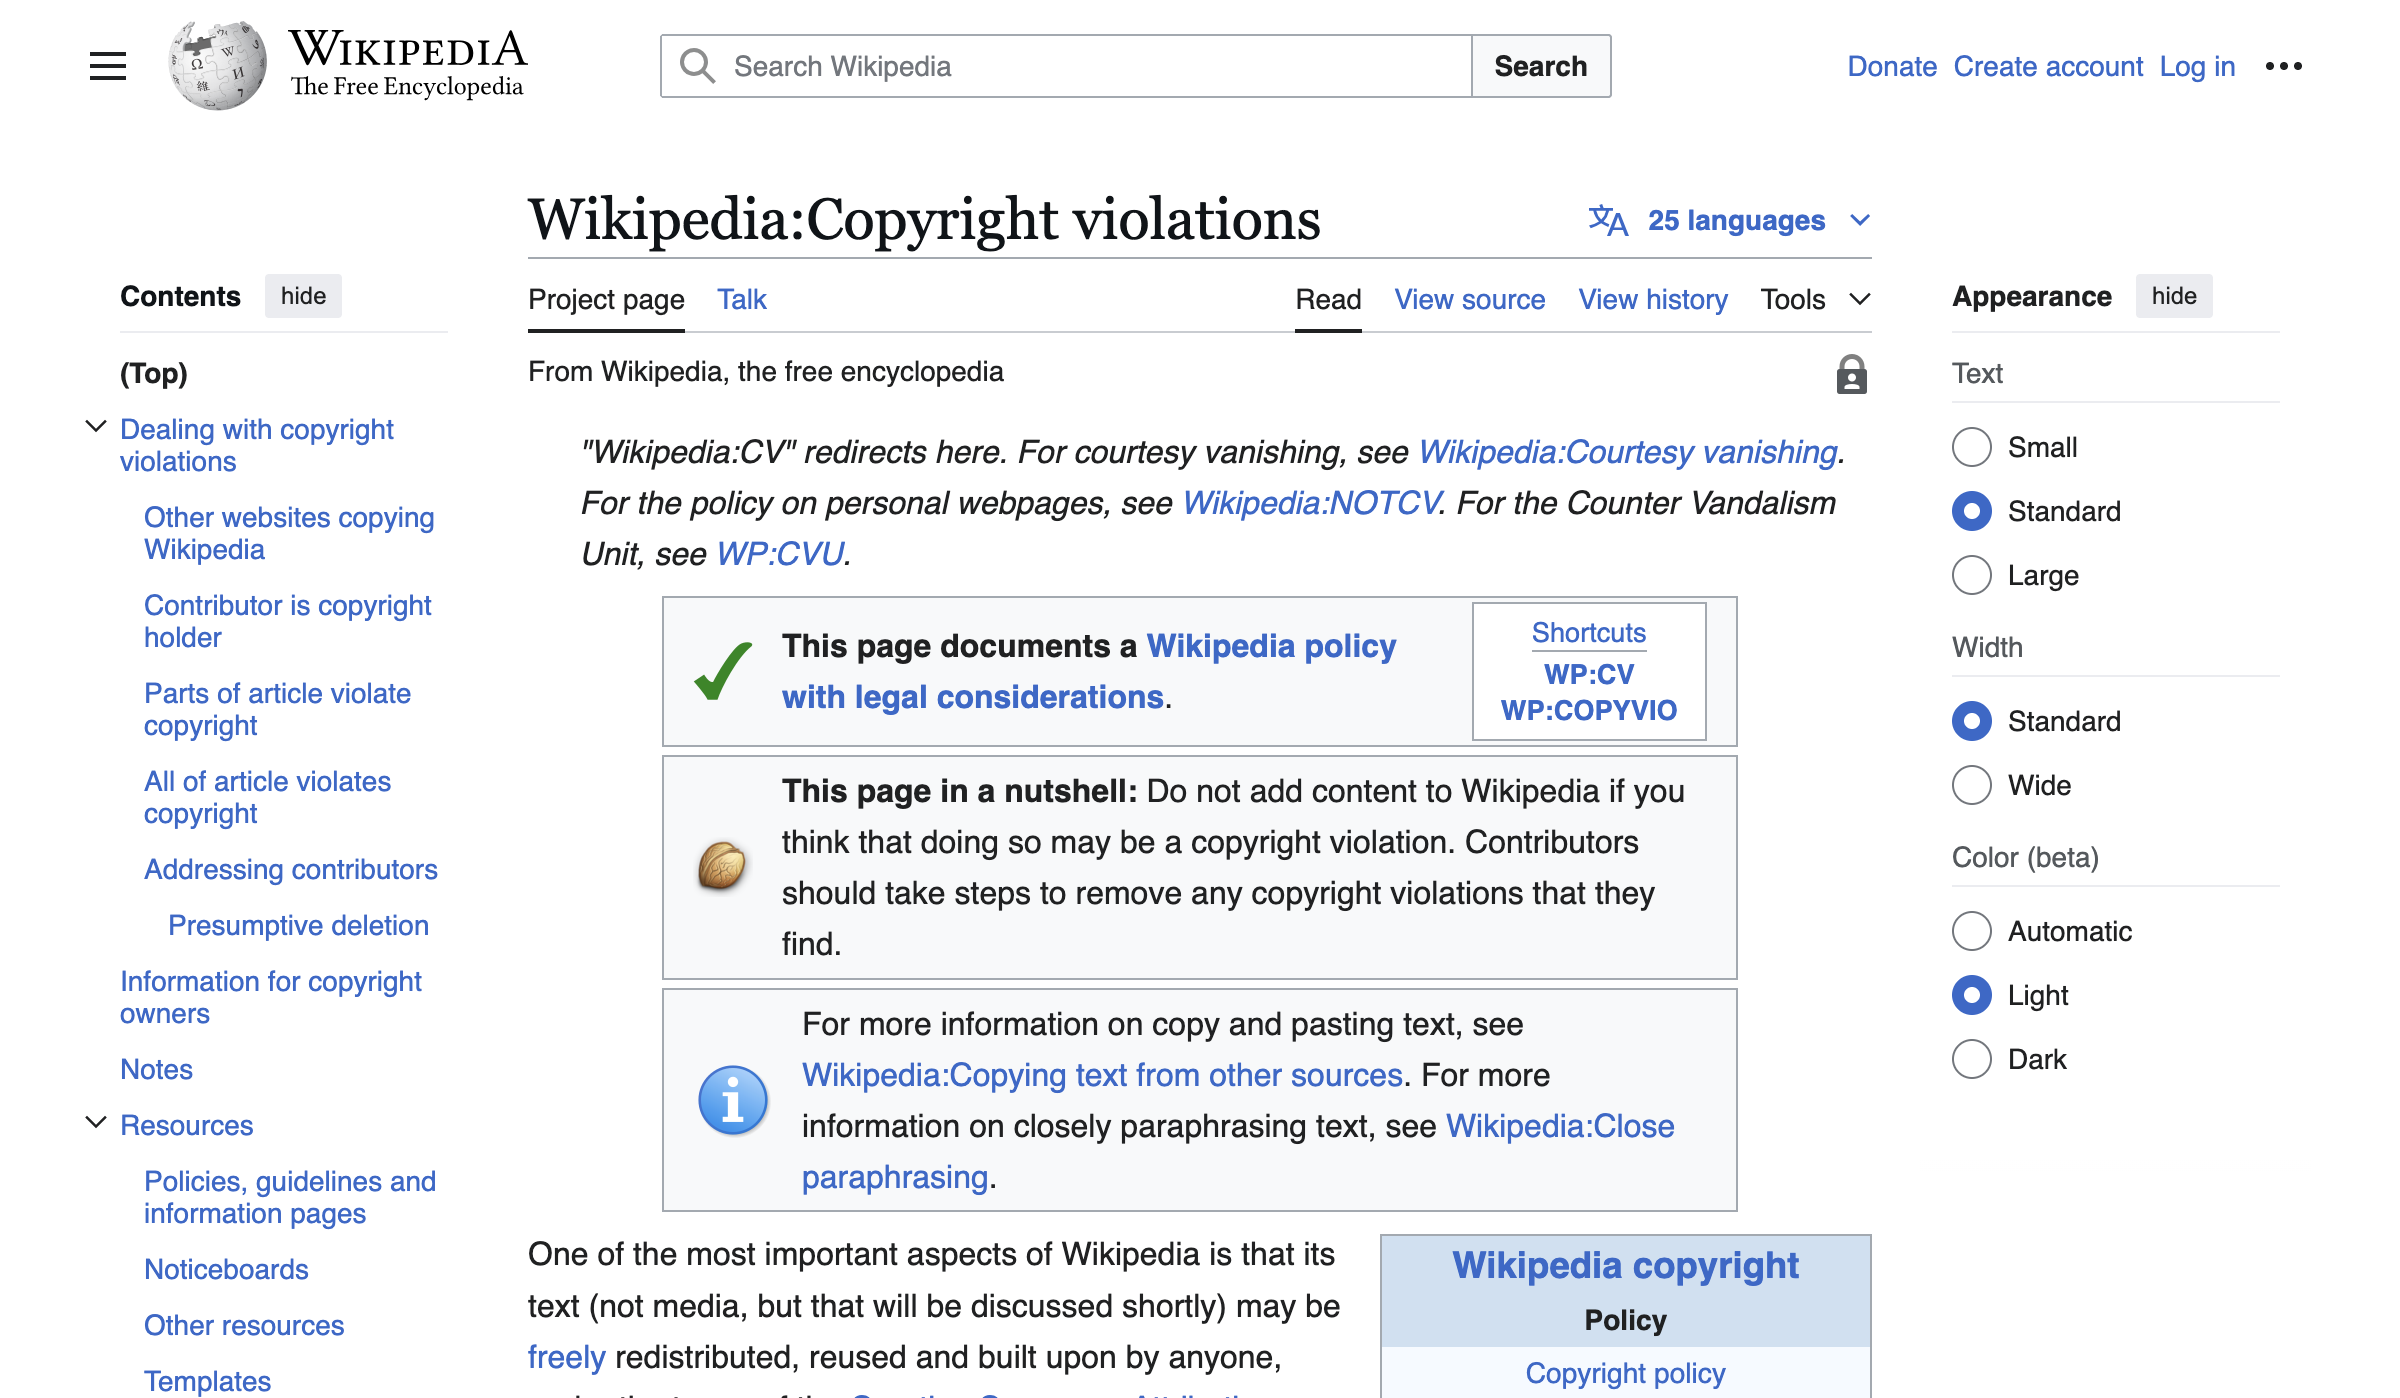 WIKIPEDIA
The Free Encyclopedia
Search Wikipedia
Search
Donate Create account Log in
Wikipedia:Copyright violations
25 languages
Contents hide
(Top)
Dealing with copyright
violations
Other websites copying
Wikipedia
Contributor is copyright
holder
Parts of article violate
copyright
All of article violates
copyright
Addressing contributors
Presumptive deletion
Information for copyright
owners
Notes
Resources
Policies, guidelines and
information pages
Noticeboards
Other resources
Templates
Project page Talk
Read View source View history Tools
From Wikipedia, the free encyclopedia
"Wikipedia:CV" redirects here. For courtesy vanishing, see Wikipedia:Courtesy vanishing.
For the policy on personal webpages, see Wikipedia:NOTCV. For the Counter Vandalism
Unit, see WP:CVU.
This page documents a Wikipedia policy
with legal considerations.
Shortcuts
WP:CV
WP:COPYVIO
This page in a nutshell: Do not add content to Wikipedia if you
think that doing so may be a copyright violation. Contributors
should take steps to remove any copyright violations that they
find.
For more information on copy and pasting text, see
Wikipedia:Copying text from other sources. For more
information on closely paraphrasing text, see Wikipedia:Close
paraphrasing.
One of the most important aspects of Wikipedia is that its
text (not media, but that will be discussed shortly) may be
freely redistributed, reused and built upon by anyone,
Wikipedia copyright
Policy
Copyright policy
Appearance hide
Text
Small
Standard
Large
Width
Standard
Wide
Color (beta)
Automatic
Light
Dark